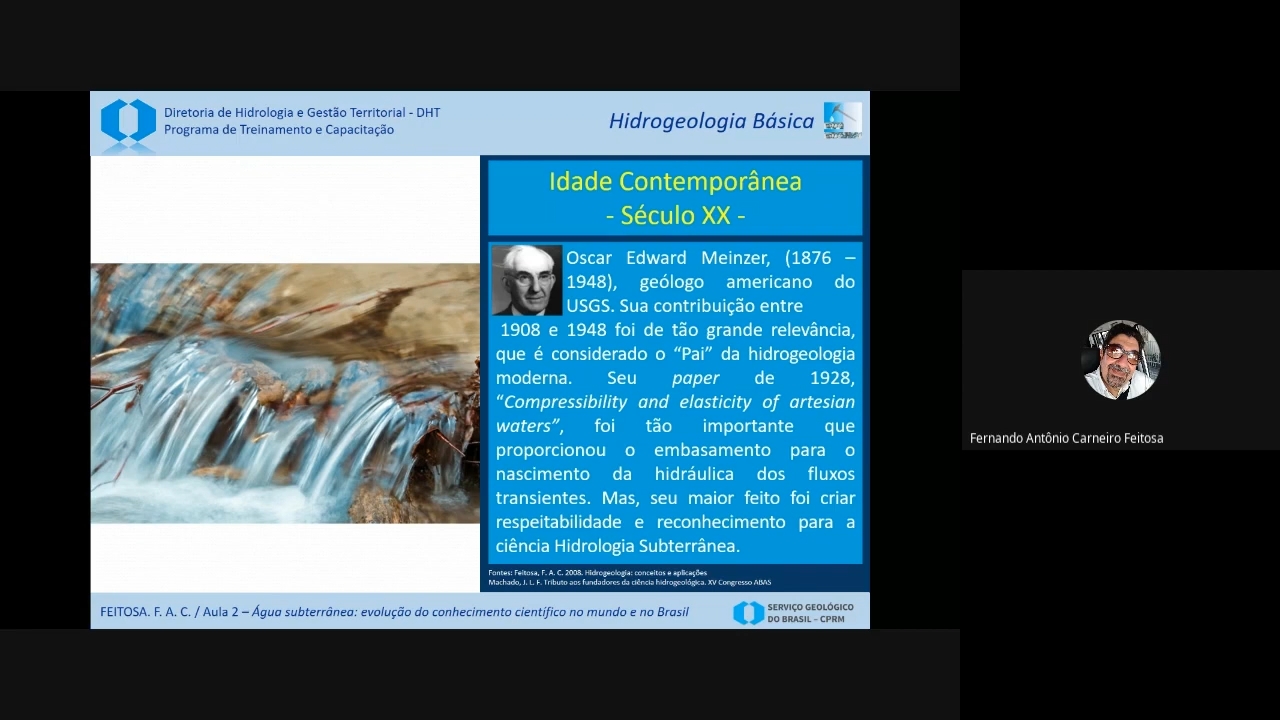 Diretoria de Hidrologia e Gestão Territorial - DHT
Programa de Treinamento e Capacitação
Hidrogeologia Básica
Idade Contemporânea
- Século XX -
Oscar Edward Meinzer, (1876 –
1948), geólogo americano do
USGS. Sua contribuição entre
1908 e 1948 foi de tão grande relevância,
que é considerado o “Pai” da hidrogeologia
moderna. Seu paper de 1928,
“Compressibility and elasticity of artesian
waters”, foi tão importante que
proporcionou o embasamento para o
nascimento da hidráulica dos fluxos
transientes. Mas, seu maior feito foi criar
respeitabilidade e reconhecimento para a
ciência Hidrologia Subterrânea.
Fontes: Feitosa, F. A. C. 2008. Hidrogeologia: conceitos e aplicações
Machado, J. L. F. Tributo aos fundadores da ciência hidrogeológica. XV Congresso ABAS
FEITOSA. F. A. C. / Aula 2 – Água subterrânea: evolução do conhecimento científico no mundo e no Brasil
SERVIÇO GEOLÓGICO
DO BRASIL – CPRM
Fernando Antônio Carneiro Feitosa